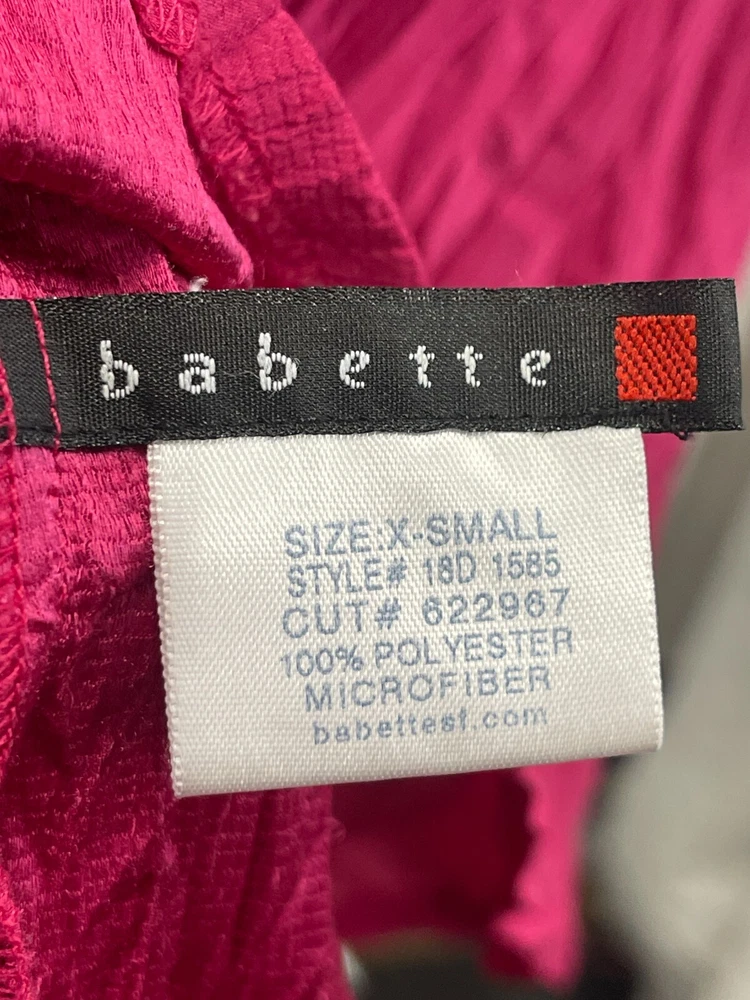 babette
SIZE:X-SMALL
STYLE# 18D 1585
CUT# 622967
100% POLYESTER
MICROFIBER
babettesf.com